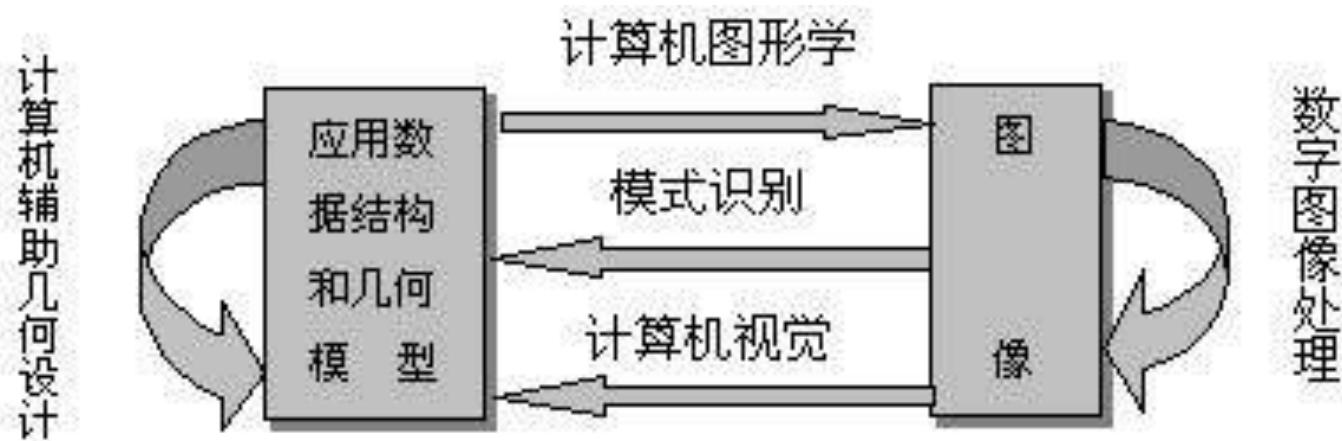 计算机图形学
计算机辅助几何设计
应用数
据结构
和几何
模 型
模式识别
计算机视觉
图
像
数字图像处理